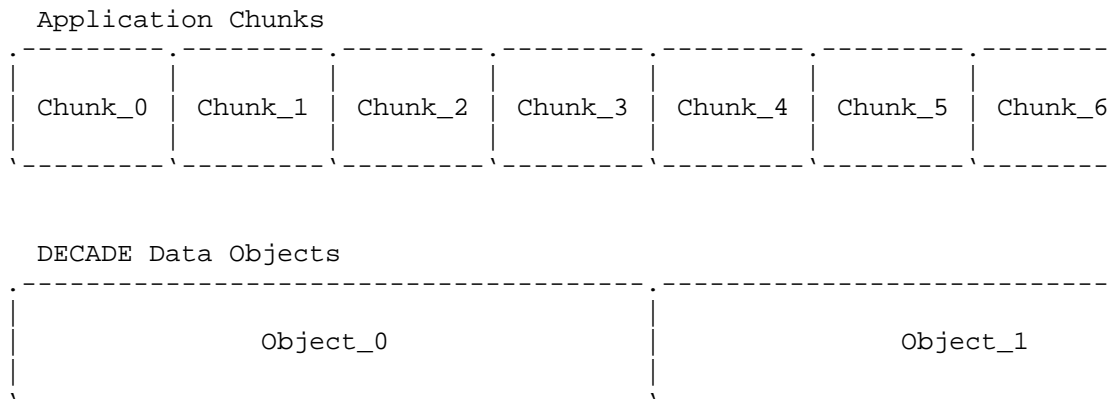 Application Chunks
Chunk_0 Chunk_1 Chunk_2 Chunk_3 Chunk_4 Chunk_5 Chunk_6
DECADE Data Objects
Object_0 Object_1